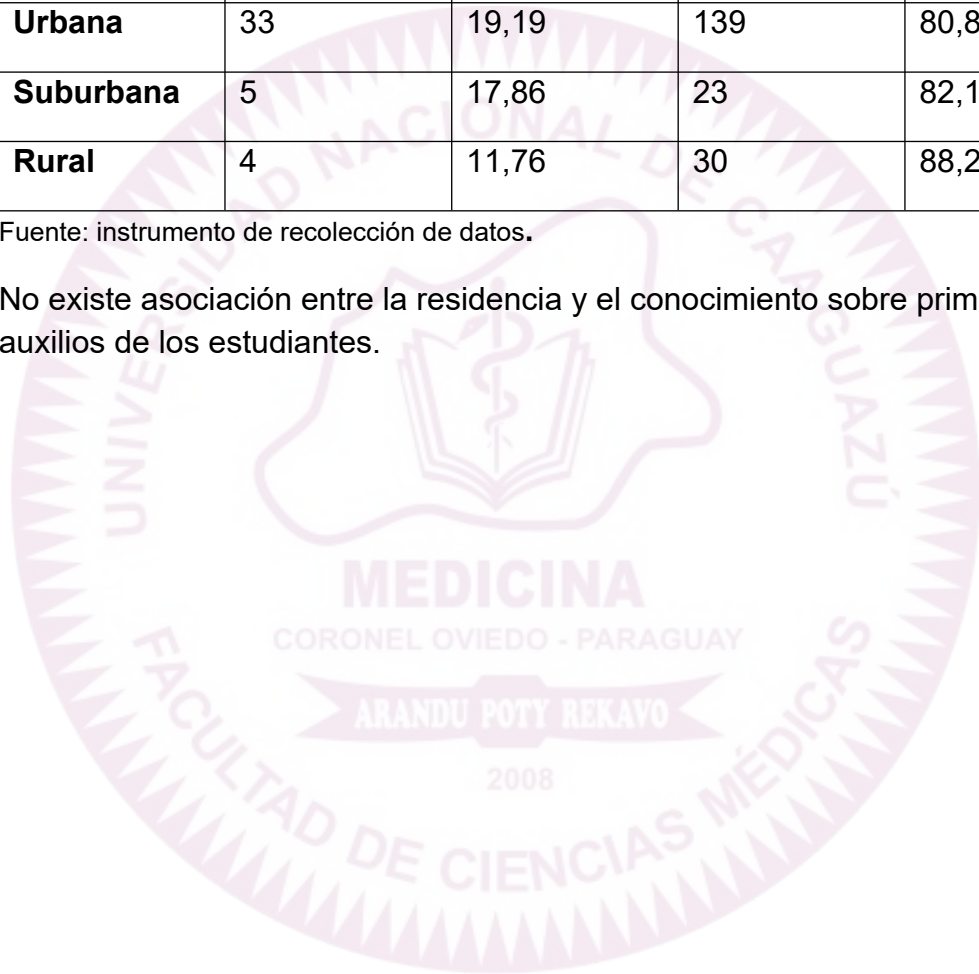 Urbana 33 19,19 139 80,8
Suburbana 5 17,86 23 82,1
Rural 4 11,76 30 88,2
Fuente: instrumento de recolección de datos.
No existe asociación entre la residencia y el conocimiento sobre prim
auxilios de los estudiantes.
UNIVERSIDAD NACIONAL DE CAAGUAZÚ
MEDICINA
CORONEL OVIEDO - PARAGUAY
ARANDU POTY REKAVO
2008
FACULTAD DE CIENCIAS MÉDICAS